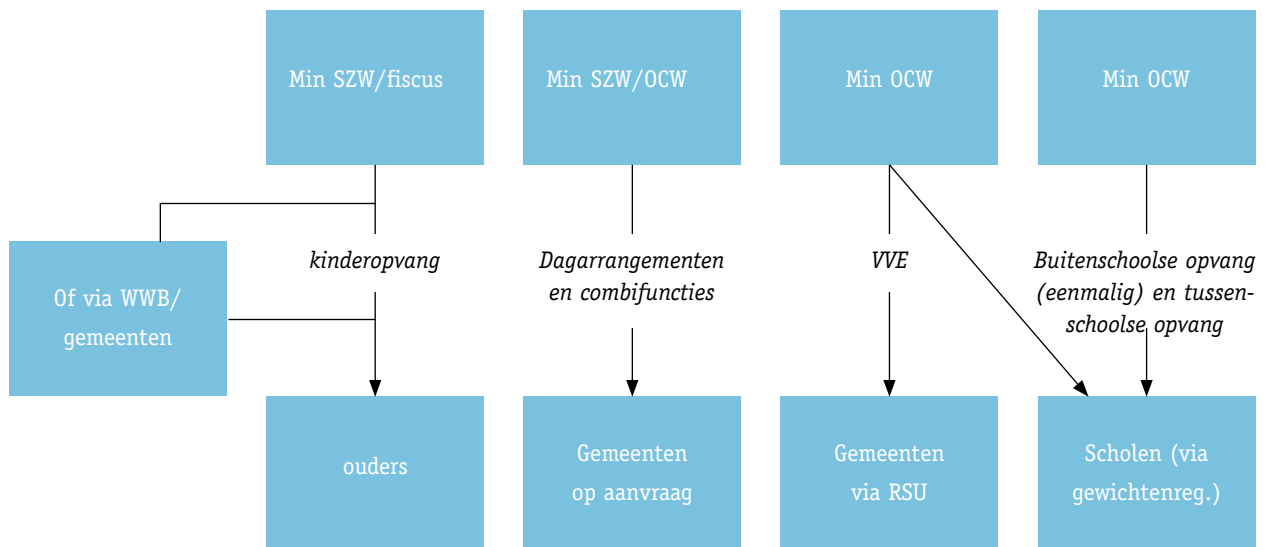 Min SZW/fiscus
Min SZW/OCW
Min OCW
Min OCW
Of via WWB/
gemeenten
kinderopvang
Dagarrangementen
en combifuncties
VVE
Buitenschoolse opvang
(eenmalig) en tussen-
schoolse opvang
ouders
Gemeenten
op aanvraag
Gemeenten
via RSU
Scholen (via
gewichtenreg.)